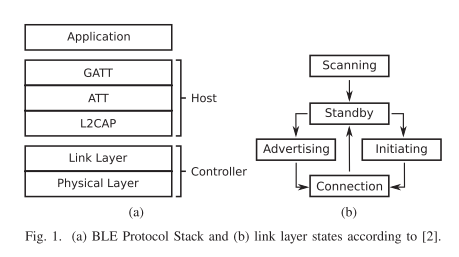 Application
GATT
ATT
L2CAP
Host
Link Layer
Physical Layer
Controller
(a)
Scanning
Standby
Advertising
Initiating
Connection
(b)
Fig. 1. (a) BLE Protocol Stack and (b) link layer states according to [2].